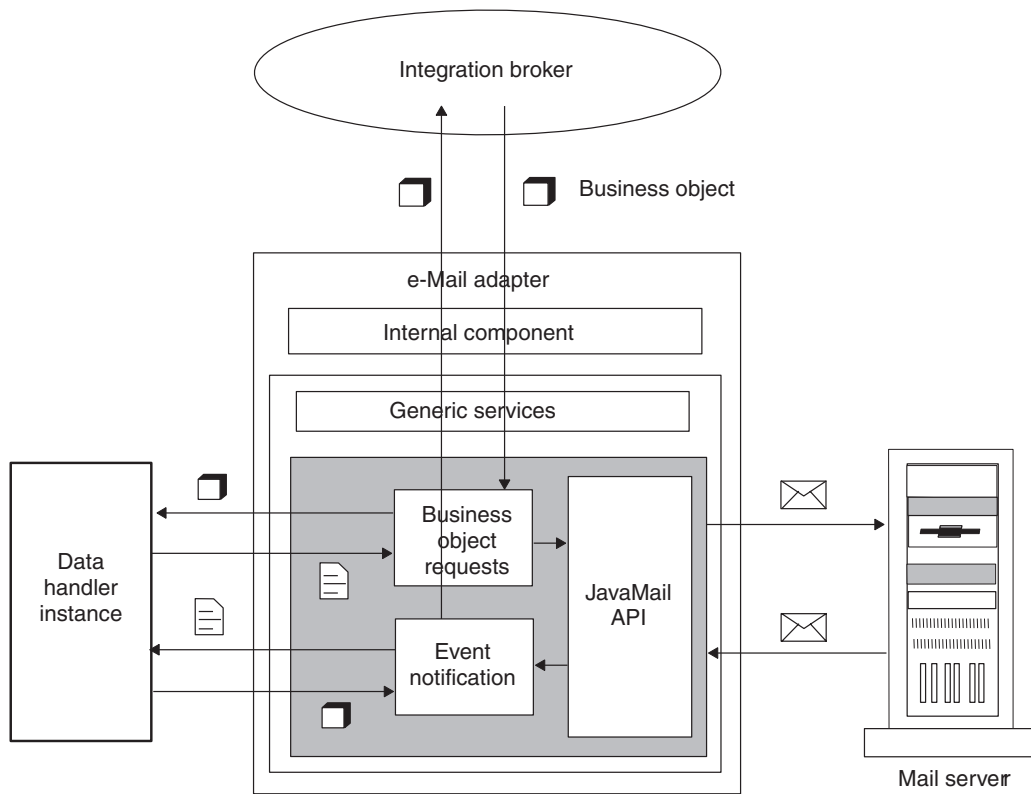 Integration broker
Business object
e-Mail adapter
Internal component
Generic services
Business
object
requests
Data
handler
instance
JavaMail
API
Event
notification
Mail server